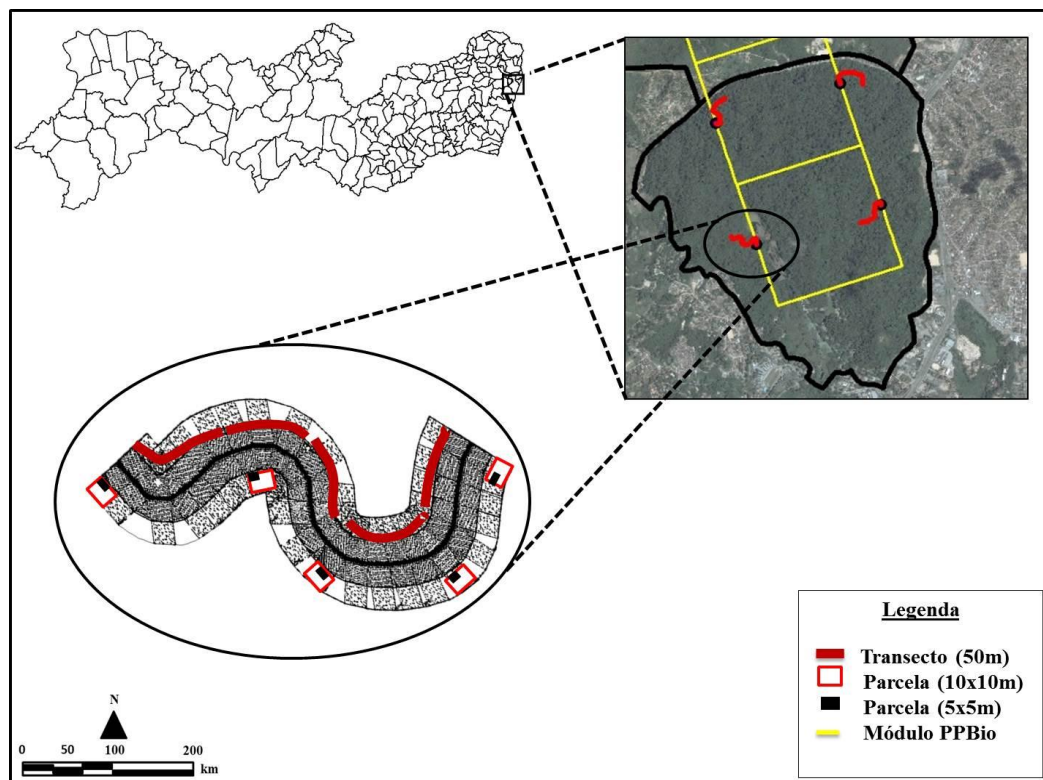 Legenda
Transecto (50m)
Parcela (10x10m)
Parcela (5x5m)
Módulo PPBio
N
0 50 100 200
km